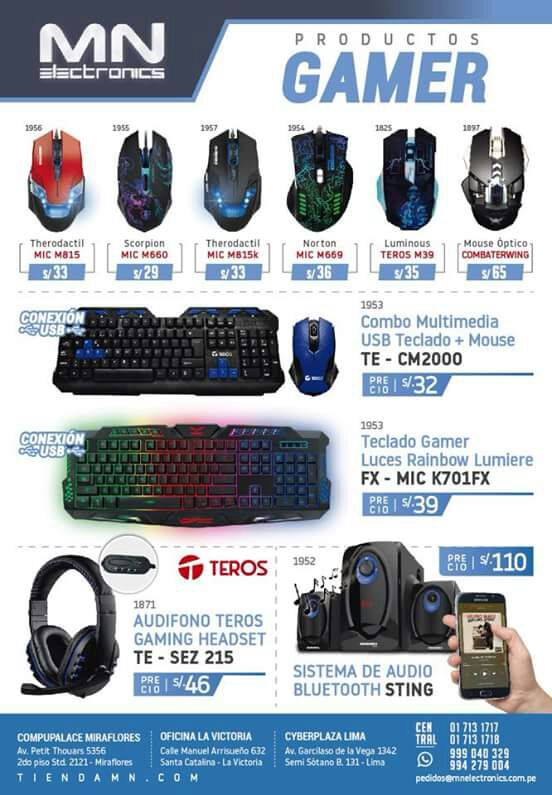 MN
electronics
PRODUCTOS
GAMER
1956
1955
1957
1954
1825
1897
Therodactil
MIC M815
S/33
Scorpion
MIC M660
S/29
Therodactil
MIC M815k
S/33
Norton
MIC M669
S/36
Luminous
TEROS M39
S/35
Mouse Óptico
COMBATERWING
S/65
CONEXIÓN
USB
TEROS
1953
Combo Multimedia
USB Teclado + Mouse
TE - CM2000
PRE
CIO
S/.32
CONEXIÓN
USB
1953
Teclado Gamer
Luces Rainbow Lumiere
FX - MIC K701FX
PRE
CIO
S/.39
TEROS
1871
AUDIFONO TEROS
GAMING HEADSET
TE - SEZ 215
PRE
CIO
S/.46
1952
PRE
CIO
S/.110
SISTEMA DE AUDIO
BLUETOOTH STING
COMPUPALACE MIRAFLORES
Av. Petit Thouars 5356
2do piso Std. 2121 - Miraflores
OFICINA LA VICTORIA
Calle Manuel Arrisueño 632
Santa Catalina - La Victoria
CYBERPLAZA LIMA
Av. Garcilaso de la Vega 1342
Semi Sótano B. 131 - Lima
TIENDAMN.COM
CEN
TRAL
01 713 1717
01 713 1718
999 040 329
994 279 004
pedidos@mnelectronics.com.pe